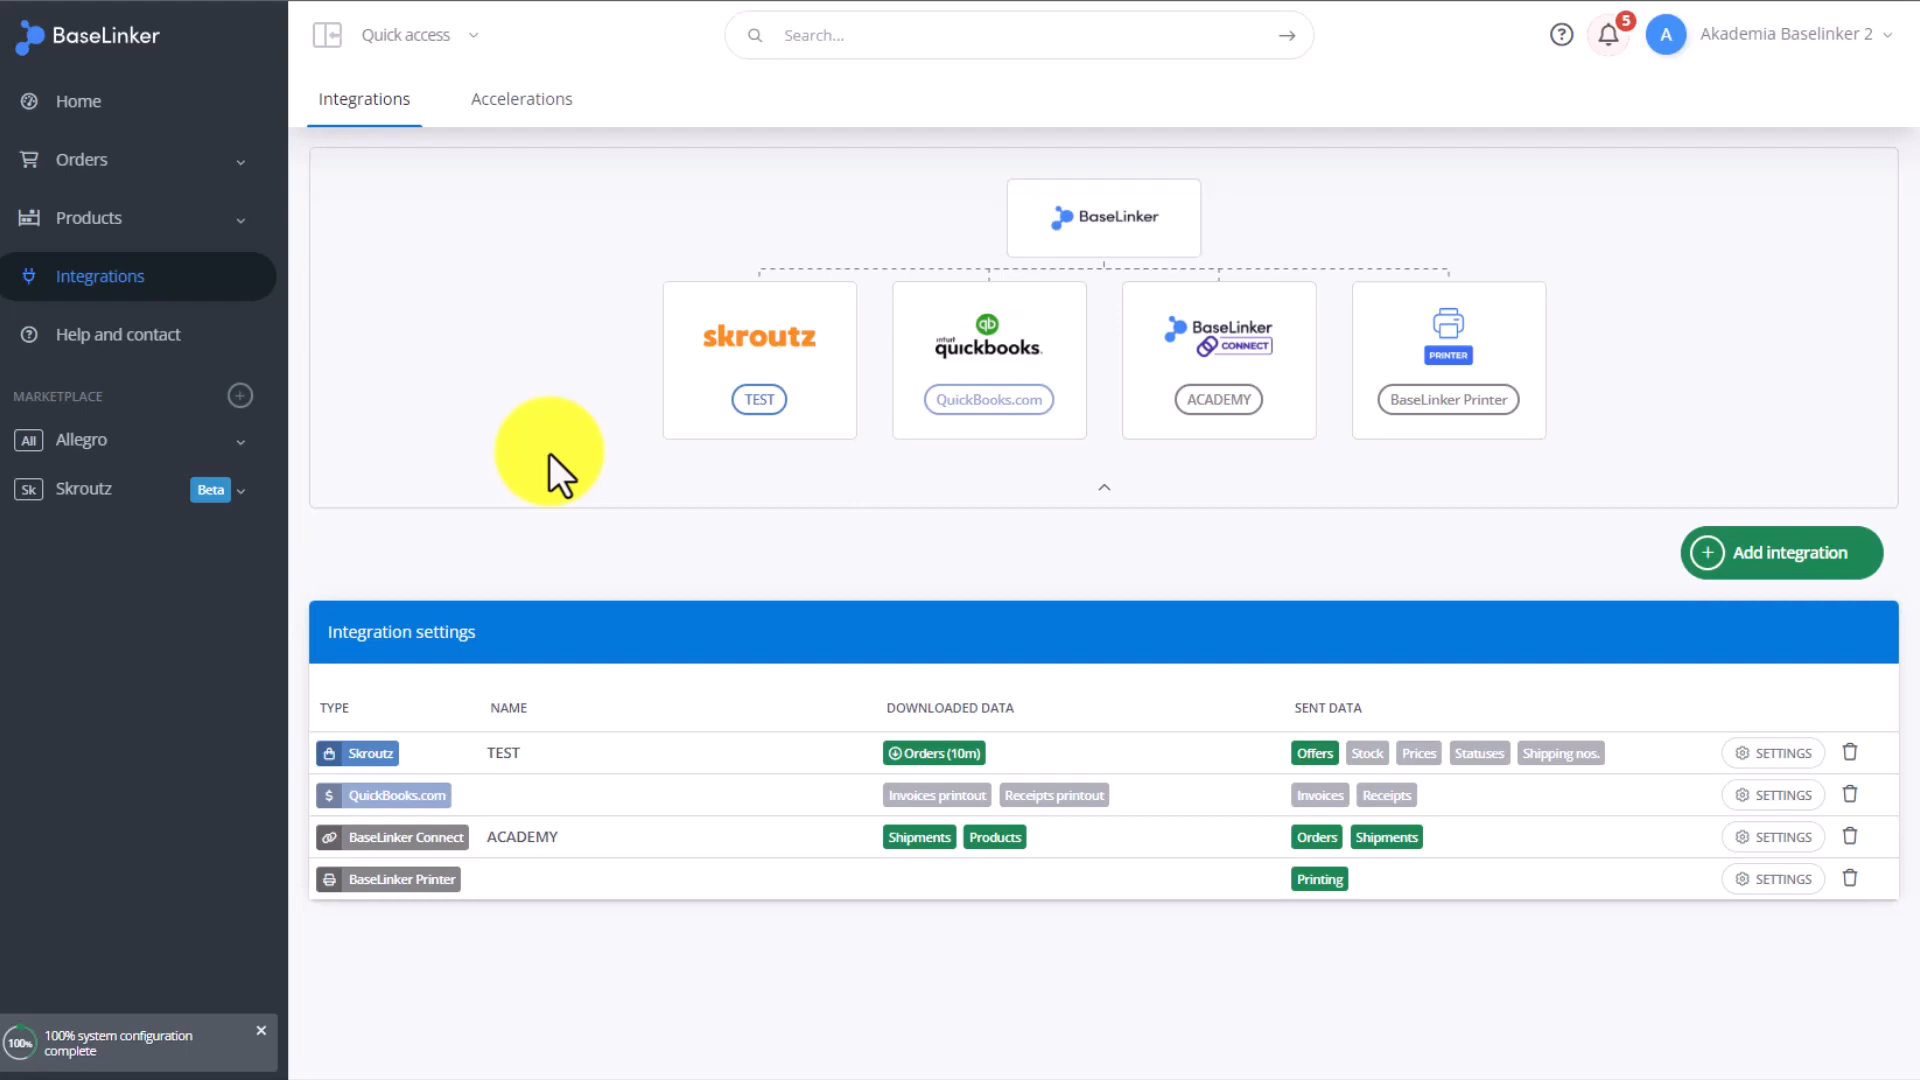 BaseLinker
Quick access
Search...
5
A
Akademia Baselinker 2
Home
Orders
Products
Integrations
Help and contact
MARKETPLACE
All Allegro
Sk Skroutz Beta
100% 100% system configuration
complete
Integrations Accelerations
BaseLinker
skroutz
TEST
qb
intuit
quickbooks.
QuickBooks.com
BaseLinker
CONNECT
ACADEMY
PRINTER
BaseLinker Printer
Add integration
Integration settings
TYPE NAME DOWNLOADED DATA SENT DATA
Skroutz TEST Orders (10m) Offers Stock Prices Statuses Shipping nos. SETTINGS
$ QuickBooks.com Invoices printout Receipts printout Invoices Receipts SETTINGS
BaseLinker Connect ACADEMY Shipments Products Orders Shipments SETTINGS
BaseLinker Printer Printing SETTINGS